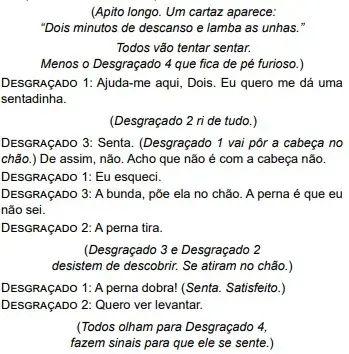 (Apito longo. Um cartaz aparece:
“Dois minutos de descanso e lamba as unhas.”
Todos vão tentar sentar.
Menos o Desgraçado 4 que fica de pé furioso.)
DESGRAÇADO 1: Ajuda-me aqui, Dois. Eu quero me dá uma
sentadinha.
(Desgraçado 2 ri de tudo.)
DESGRAÇADO 3: Senta. (Desgraçado 1 vai pôr a cabeça no
chão.) De assim, não. Acho que não é com a cabeça não.
DESGRAÇADO 1: Eu esqueci.
DESGRAÇADO 3: A bunda, põe ela no chão. A perna é que eu
não sei.
DESGRAÇADO 2: A perna tira.
(Desgraçado 3 e Desgraçado 2
desistem de descobrir. Se atiram no chão.)
DESGRAÇADO 1: A perna dobra! (Senta. Satisfeito.)
DESGRAÇADO 2: Quero ver levantar.
(Todos olham para Desgraçado 4,
fazem sinais para que ele se sente.)